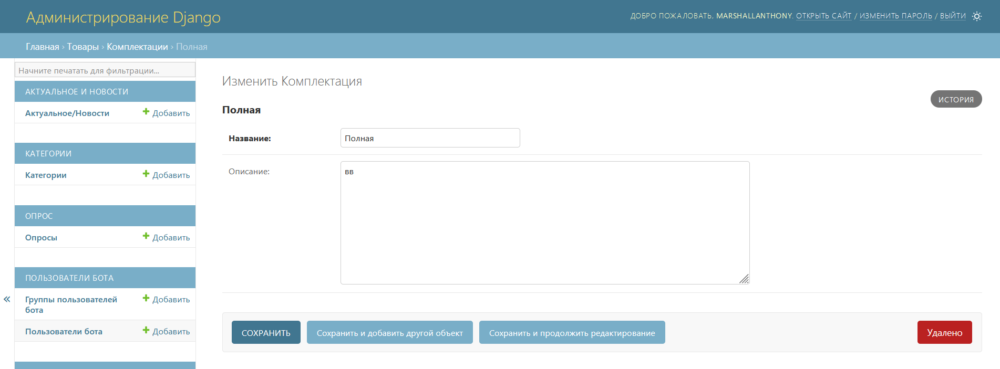 Администрирование Django
ДОБРО ПОЖАЛОВАТЬ, MARSHALLANTHONY. ОТКРЫТЬ САЙТ / ИЗМЕНИТЬ ПАРОЛЬ / ВЫЙТИ
Главная › Товары › Комплектации › Полная
Начните печатать для фильтрации...
АКТУАЛЬНОЕ И НОВОСТИ
Актуальное/Новости Добавить
КАТЕГОРИИ
Категории Добавить
ОПРОС
Опросы Добавить
ПОЛЬЗОВАТЕЛИ БОТА
Группы пользователей Добавить
бота
Пользователи бота Добавить
«
Изменить Комплектация
ИСТОРИЯ
Полная
Название: Полная
Описание: вв
СОХРАНИТЬ Сохранить и добавить другой объект Сохранить и продолжить редактирование Удалено